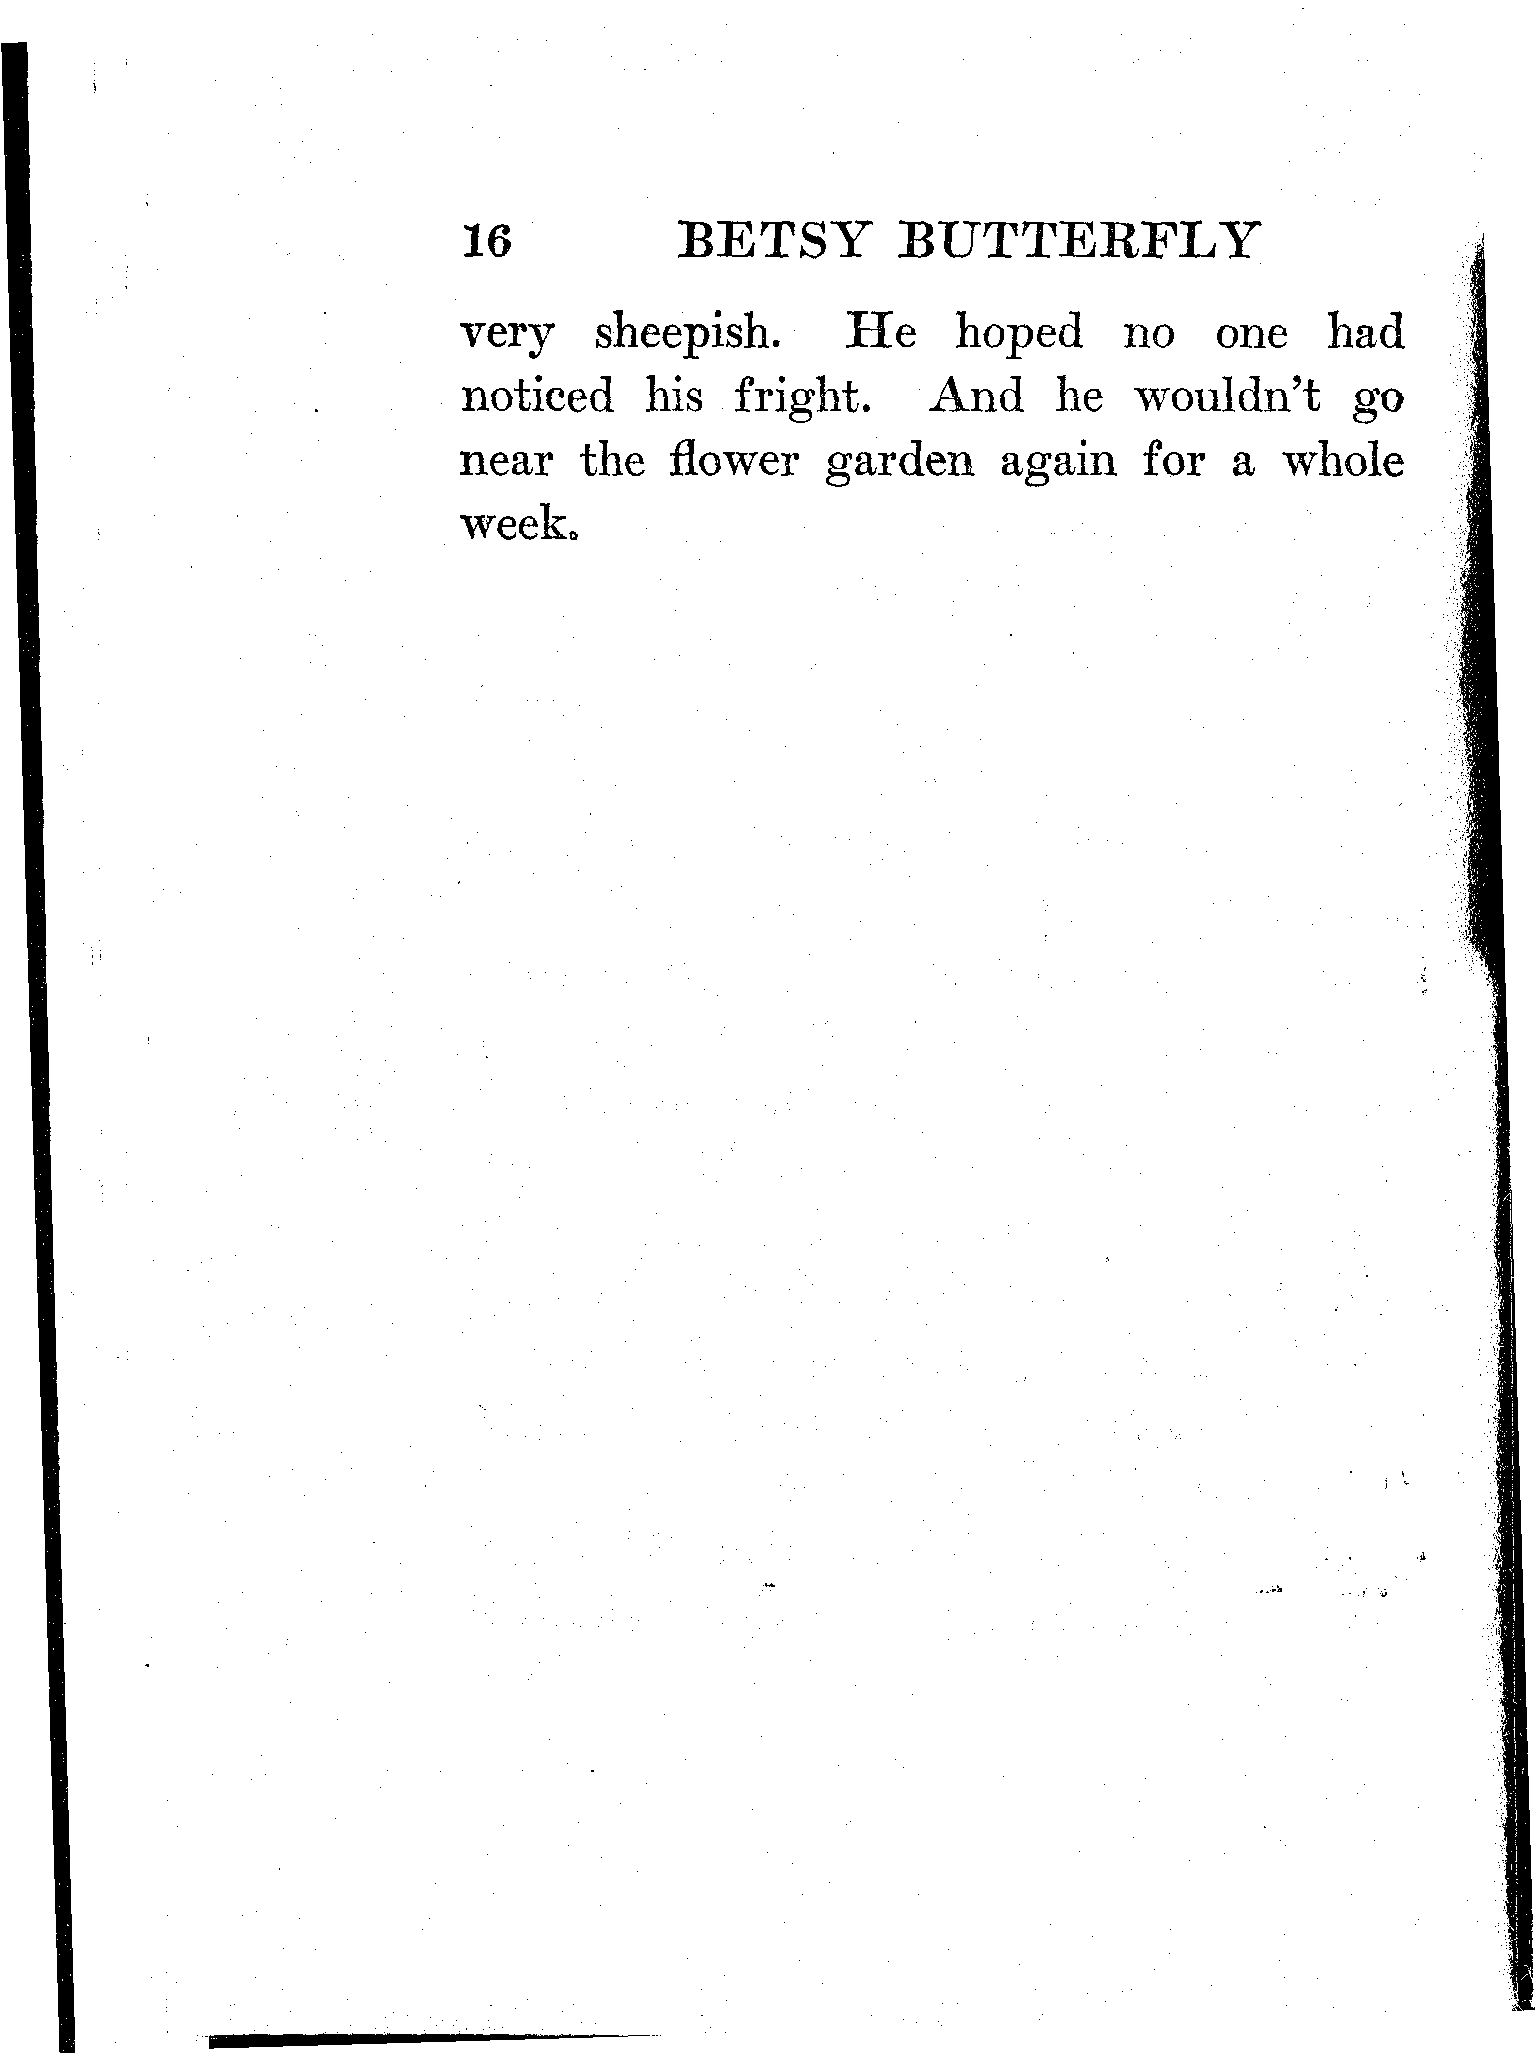 16 BETSY BUTTERFLY
very sheepish. He hoped no one had
noticed his fright. And he wouldn't go
near the flower garden again for a whole
week.